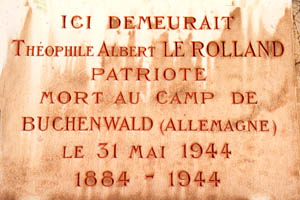 ICI DEMEURAIT
THÉOPHILE ALBERT LE ROLLAND
PATRIOTE
MORT AU CAMP DE
BUCHENWALD (ALLEMAGNE)
LE 31 MAI 1944
1884 - 1944